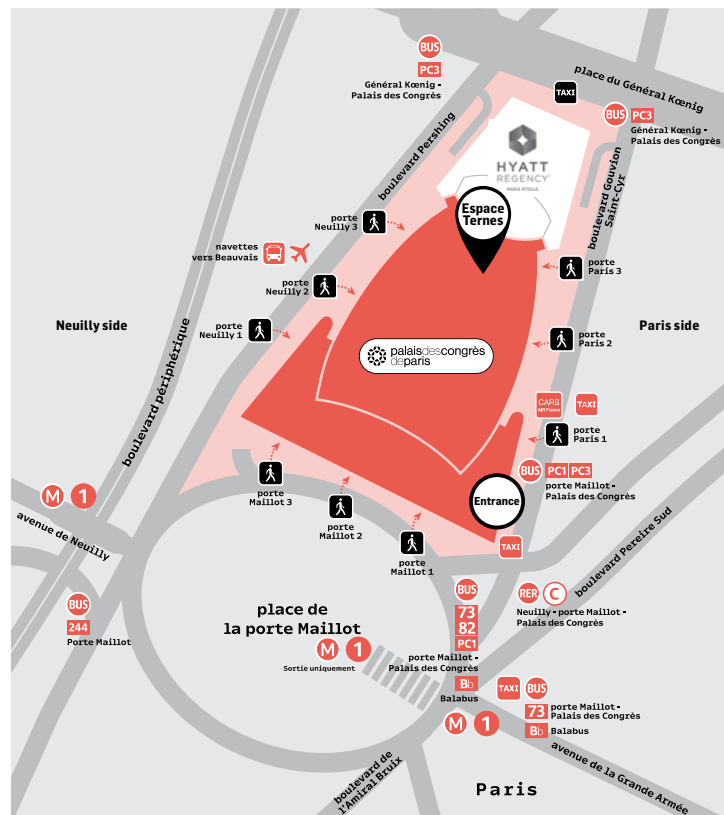 BUS
PC3
Général Kœnig -
Palais des Congrès
place du Général Kœnig
TAXI
BUS PC3
Général Kœnig -
Palais des Congrès
boulevard Pershing
HYATT
REGENCY
PARIS ÉTOILE
boulevard Gouvion
Saint-Cyr
Espace
Ternes
porte
Neuilly 3
navettes
vers Beauvais
porte
Paris 3
porte
Neuilly 2
Neuilly side
porte
Neuilly 1
Paris side
porte
Paris 2
palaisdescongrès
deparis
boulevard périphérique
CARS
AIR France
TAXI
porte
Paris 1
BUS PC1 PC3
porte Maillot -
Palais des Congrès
M 1
avenue de Neuilly
porte
Maillot 3
porte
Maillot 2
porte
Maillot 1
Entrance
TAXI
boulevard Pereire Sud
BUS
244
Porte Maillot
place de
la porte Maillot
M 1
Sortie uniquement
BUS
73
82
PC1
porte Maillot -
Palais des Congrès
Bb
Balabus
RER C
Neuilly - porte Maillot -
Palais des Congrès
TAXI BUS
73 porte Maillot -
Palais des Congrès
Bb Balabus
M 1
avenue de la Grande Armée
boulevard de
l'Amiral Bruix
Paris